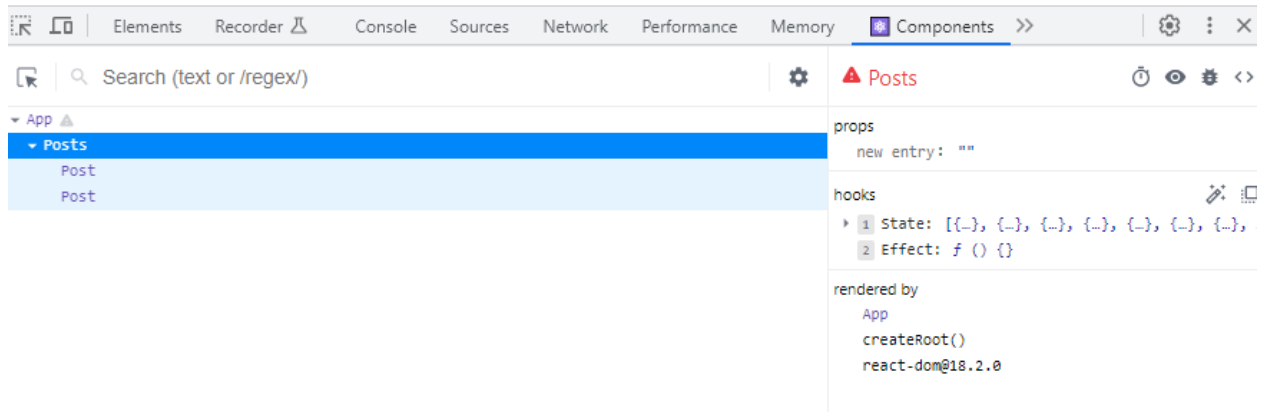 Elements Recorder Console Sources Network Performance Memory Components
Search (text or /regex/)
App
Posts
Post
Post
Posts
props
new entry: ""
hooks
1 State: [{…}, {…}, {…}, {…}, {…}, {…}, {…},
2 Effect: ƒ () {}
rendered by
App
createRoot()
react-dom@18.2.0